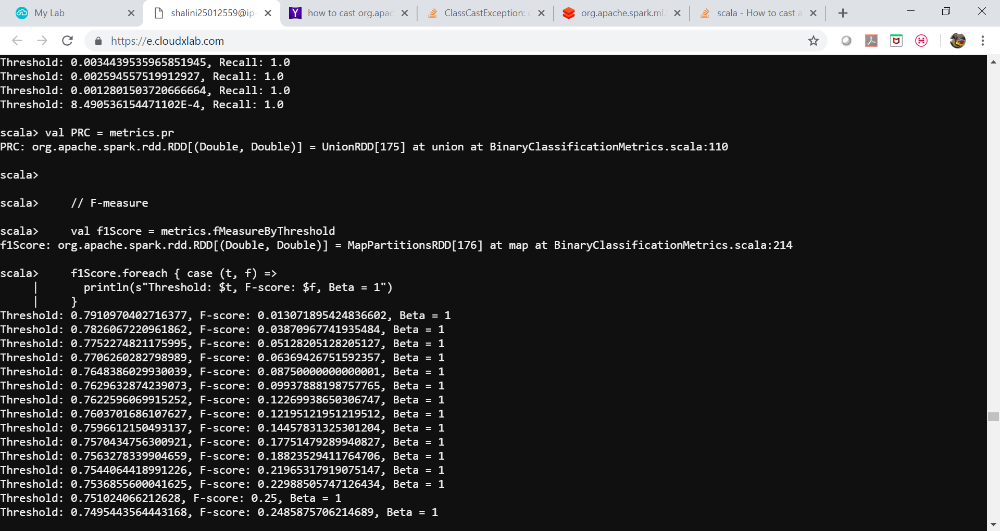 My Lab
shalini25012559@ip-
how to cast org.apac
ClassCastException: c
org.apache.spark.ml.
scala - How to cast a
https://e.cloudxlab.com
Threshold: 0.0034439535965851945, Recall: 1.0
Threshold: 0.002594557519912927, Recall: 1.0
Threshold: 0.0012801503720666664, Recall: 1.0
Threshold: 8.490536154471102E-4, Recall: 1.0
scala> val PRC = metrics.pr
PRC: org.apache.spark.rdd.RDD[(Double, Double)] = UnionRDD[175] at union at BinaryClassificationMetrics.scala:110
scala>
scala>     // F-measure
scala>     val f1Score = metrics.fMeasureByThreshold
f1Score: org.apache.spark.rdd.RDD[(Double, Double)] = MapPartitionsRDD[176] at map at BinaryClassificationMetrics.scala:214
scala>     f1Score.foreach { case (t, f) =>
     |       println(s"Threshold: $t, F-score: $f, Beta = 1")
     |     }
Threshold: 0.7910970402716377, F-score: 0.013071895424836602, Beta = 1
Threshold: 0.7826067220961862, F-score: 0.03870967741935484, Beta = 1
Threshold: 0.7752274821175995, F-score: 0.05128205128205127, Beta = 1
Threshold: 0.7706260282798989, F-score: 0.06369426751592357, Beta = 1
Threshold: 0.7648386029930039, F-score: 0.08750000000000001, Beta = 1
Threshold: 0.7629632874239073, F-score: 0.09937888198757765, Beta = 1
Threshold: 0.7622596069915252, F-score: 0.12269938650306747, Beta = 1
Threshold: 0.7603701686107627, F-score: 0.12195121951219512, Beta = 1
Threshold: 0.7596612150493137, F-score: 0.14457831325301204, Beta = 1
Threshold: 0.7570434756300921, F-score: 0.17751479289940827, Beta = 1
Threshold: 0.7563278339904659, F-score: 0.18823529411764706, Beta = 1
Threshold: 0.7544064418991226, F-score: 0.21965317919075147, Beta = 1
Threshold: 0.7536855600041625, F-score: 0.22988505747126434, Beta = 1
Threshold: 0.751024066212628, F-score: 0.25, Beta = 1
Threshold: 0.7495443564443168, F-score: 0.2485875706214689, Beta = 1